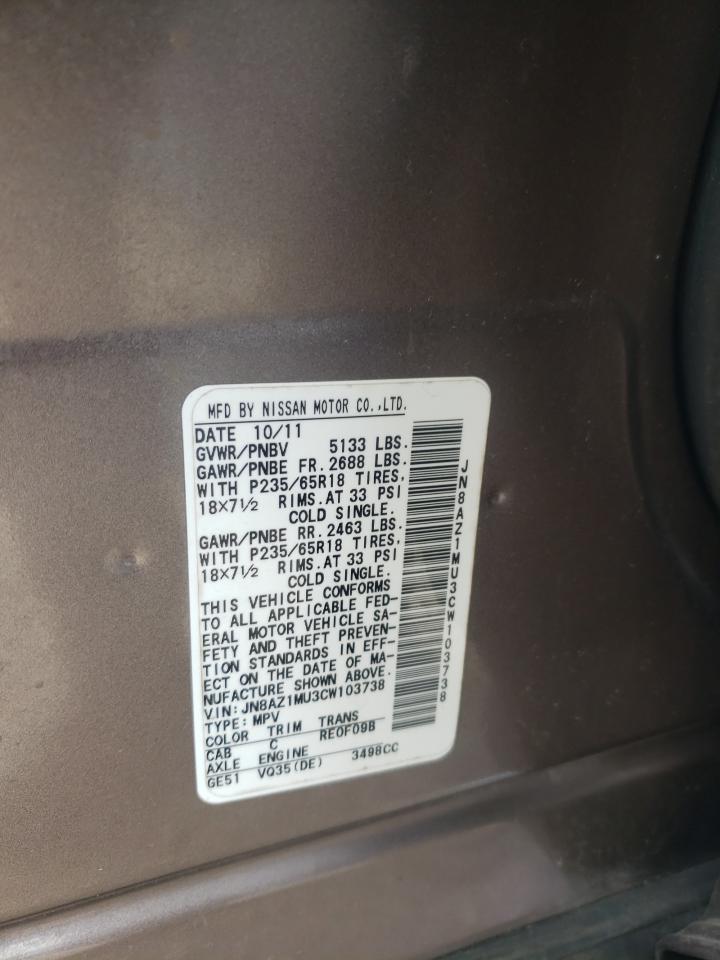 MFD BY NISSAN MOTOR CO.,LTD.
DATE 10/11
GVWR/PNBV 5133 LBS.
GAWR/PNBE FR. 2688 LBS.
WITH P235/65R18 TIRES,
18X7½ RIMS. AT 33 PSI
COLD SINGLE.
GAWR/PNBE RR. 2463 LBS.
WITH P235/65R18 TIRES,
18X7½ RIMS. AT 33 PSI
COLD SINGLE.
THIS VEHICLE CONFORMS
TO ALL APPLICABLE FED-
ERAL MOTOR VEHICLE SA-
FETY AND THEFT PREVEN-
TION STANDARDS IN EFF-
ECT ON THE DATE OF MA-
NUFACTURE SHOWN ABOVE.
VIN: JN8AZ1MU3CW103738
TYPE: MPV
COLOR TRIM TRANS
CAB C RE0F09B
AXLE ENGINE
GE51 VQ35(DE) 3498CC
JN8AZ1MU3CW103738